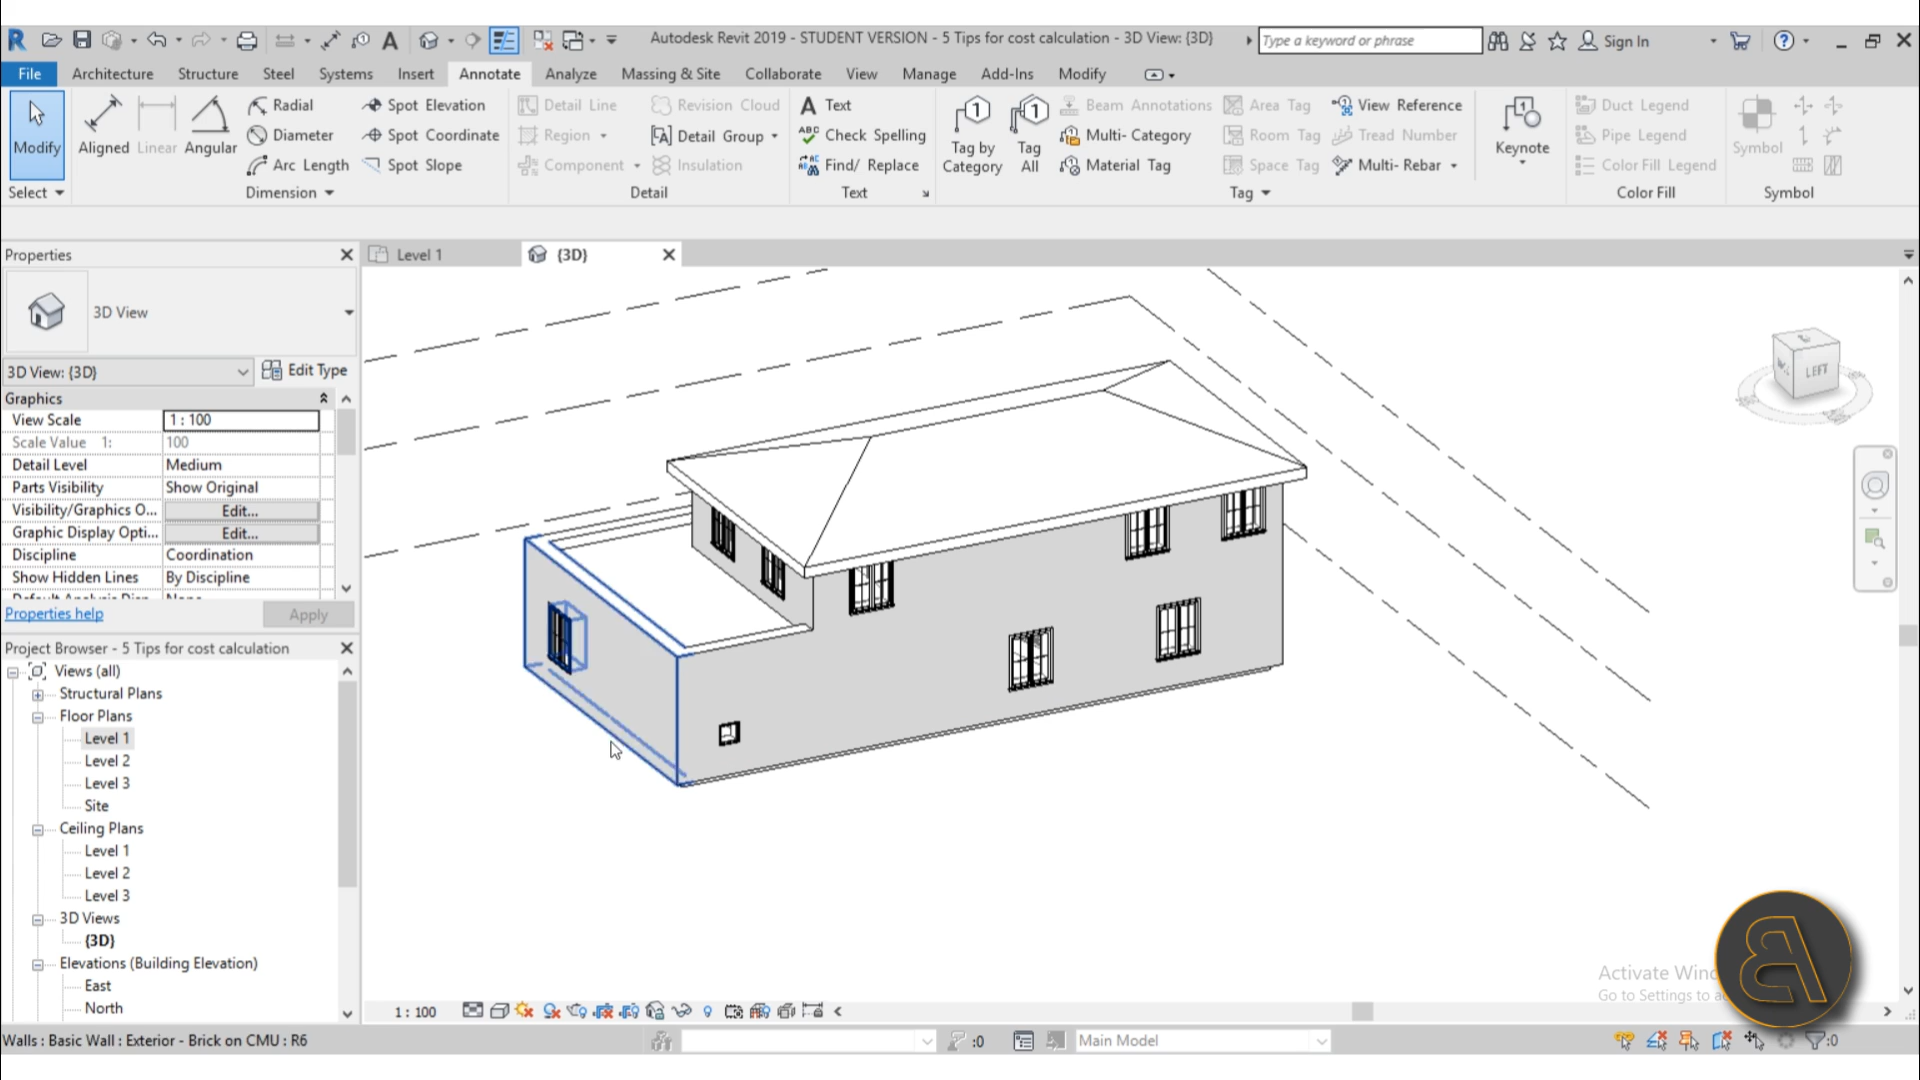 Autodesk Revit 2019 - STUDENT VERSION - 5 Tips for cost calculation - 3D View: {3D}
Type a keyword or phrase
Sign In
File Architecture Structure Steel Systems Insert Annotate Analyze Massing & Site Collaborate View Manage Add-Ins Modify
Modify
Select
Aligned
Linear
Angular
Radial
Diameter
Arc Length
Spot Elevation
Spot Coordinate
Spot Slope
Dimension
Detail Line
Region
Component
Revision Cloud
Detail Group
Insulation
Detail
Text
Check Spelling
Find/ Replace
Text
Tag by
Category
Tag
All
Beam Annotations
Multi- Category
Material Tag
Area Tag
Room Tag
Space Tag
View Reference
Tread Number
Multi- Rebar
Tag
Keynote
Duct Legend
Pipe Legend
Color Fill Legend
Color Fill
Symbol
Symbol
Properties
Level 1
{3D}
3D View
3D View: {3D}
Edit Type
Graphics
View Scale 1 : 100
Scale Value 1: 100
Detail Level Medium
Parts Visibility Show Original
Visibility/Graphics O... Edit...
Graphic Display Opti... Edit...
Discipline Coordination
Show Hidden Lines By Discipline
Properties help
Apply
Project Browser - 5 Tips for cost calculation
Views (all)
Structural Plans
Floor Plans
Level 1
Level 2
Level 3
Site
Ceiling Plans
Level 1
Level 2
Level 3
3D Views
{3D}
Elevations (Building Elevation)
East
North
LEFT
Activate Wind
Go to Settings to a
1 : 100
Walls : Basic Wall : Exterior - Brick on CMU : R6
:0
Main Model
:0